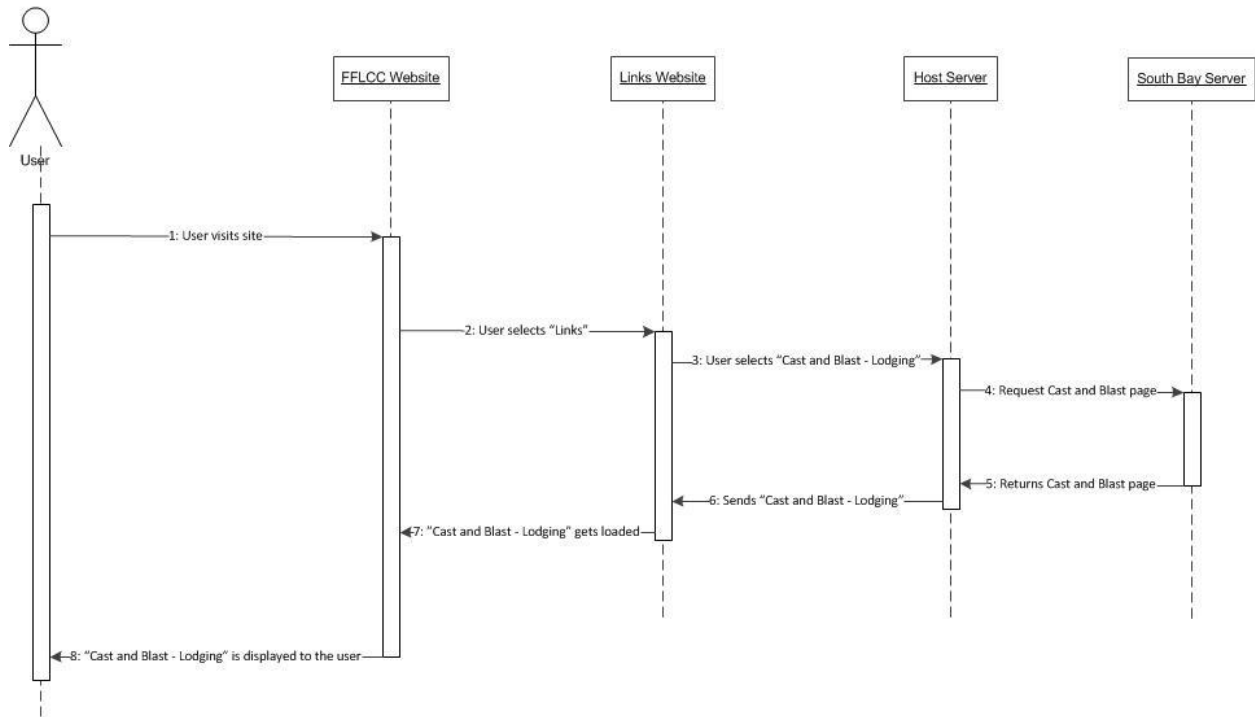 FFLCC Website
Links Website
Host Server
South Bay Server
User
1: User visits site
2: User selects “Links”
3: User selects “Cast and Blast - Lodging”
4: Request Cast and Blast page
5: Returns Cast and Blast page
6: Sends “Cast and Blast - Lodging”
7: “Cast and Blast - Lodging” gets loaded
8: “Cast and Blast - Lodging” is displayed to the user